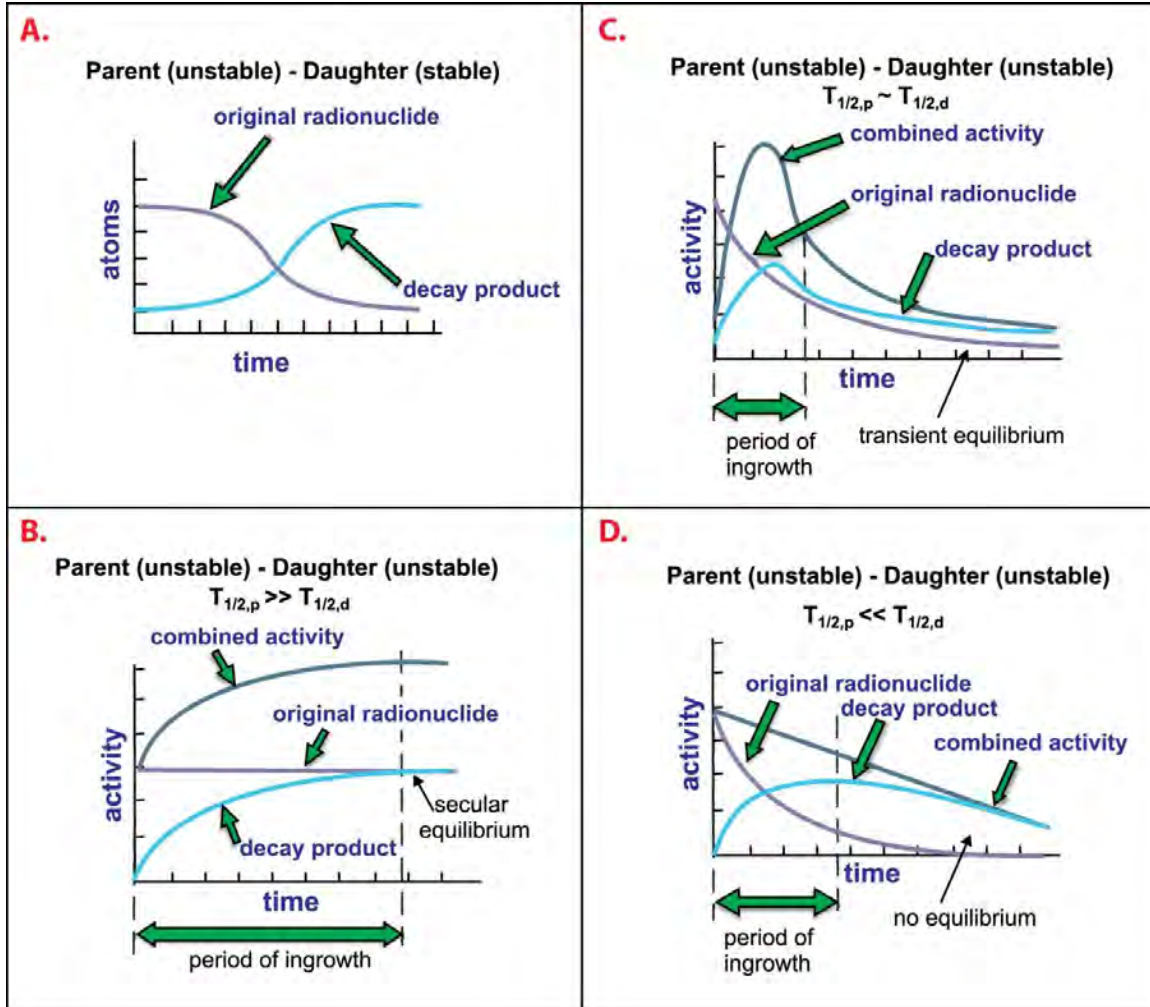 A.
Parent (unstable) - Daughter (stable)
original radionuclide
atoms
decay product
time
B.
Parent (unstable) - Daughter (unstable)
T1/2,p >> T1/2,d
combined activity
original radionuclide
activity
secular
equilibrium
decay product
time
period of ingrowth
C.
Parent (unstable) - Daughter (unstable)
T1/2,p ~ T1/2,d
combined activity
original radionuclide
activity
decay product
time
period of
ingrowth
transient equilibrium
D.
Parent (unstable) - Daughter (unstable)
T1/2,p << T1/2,d
original radionuclide
decay product
combined activity
activity
time
no equilibrium
period of
ingrowth